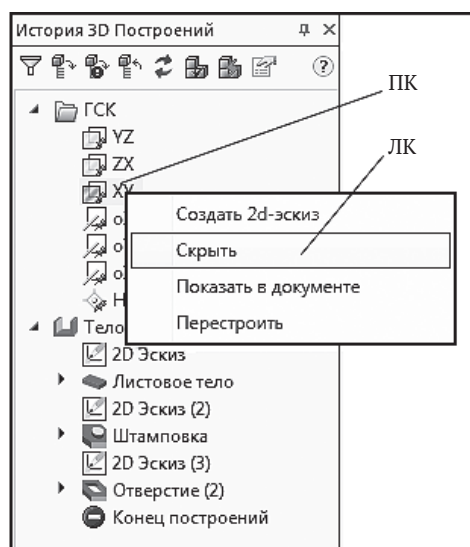 История 3D Построений
ПК
ЛК
ГСК
YZ
ZX
XY
Создать 2d-эскиз
Скрыть
Показать в документе
Перестроить
Тело
2D Эскиз
Листовое тело
2D Эскиз (2)
Штамповка
2D Эскиз (3)
Отверстие (2)
Конец построений